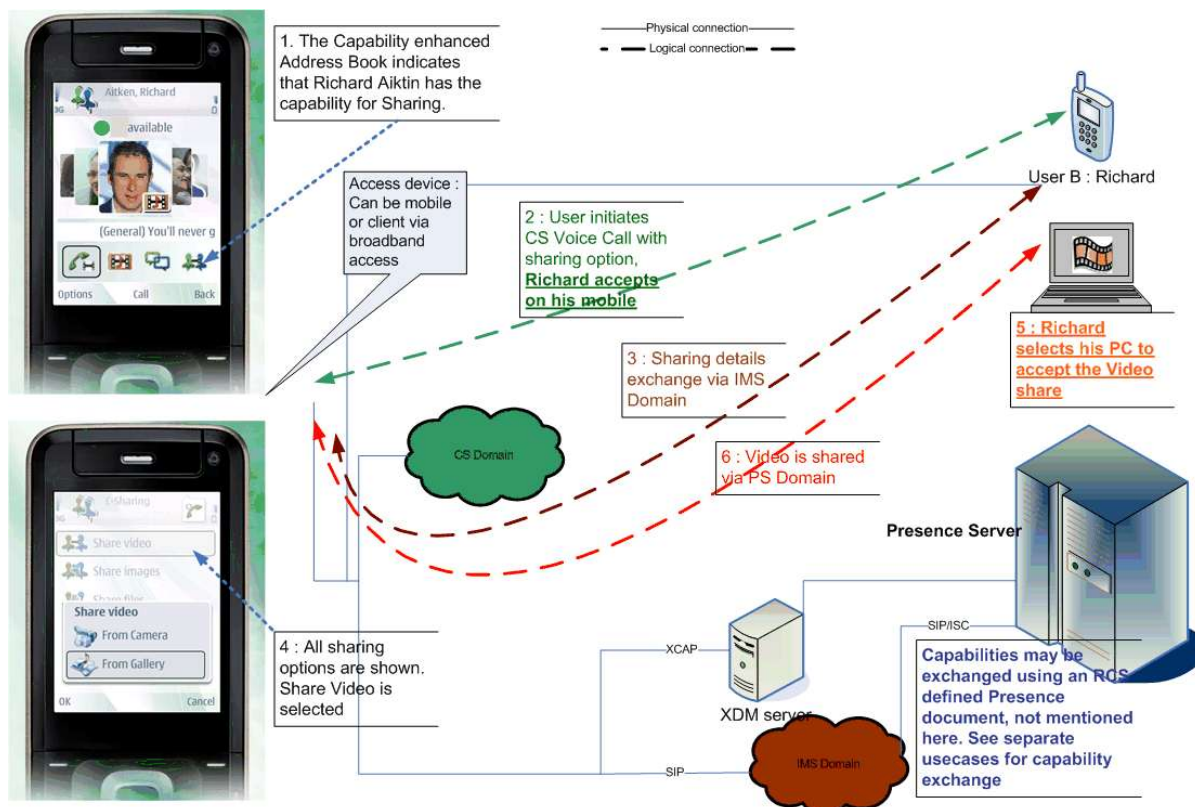 1. The Capability enhanced
Address Book indicates
that Richard Aiktin has the
capability for Sharing.
Physical connection
Logical connection
3G
Aitken, Richard
available
(General) You'll never g
Options
Call
Back
Access device :
Can be mobile
or client via
broadband
access
2 : User initiates
CS Voice Call with
sharing option,
Richard accepts
on his mobile
User B : Richard
3 : Sharing details
exchange via IMS
Domain
5 : Richard
selects his PC to
accept the Video
share
CS Domain
6 : Video is shared
via PS Domain
3G
C-Sharing
Share video
Share images
Share files
Share video
From Camera
From Gallery
OK
Cancel
4 : All sharing
options are shown.
Share Video is
selected
Presence Server
XCAP
XDM server
SIP/ISC
SIP
IMS Domain
Capabilities may be
exchanged using an RCS
defined Presence
document, not mentioned
here. See separate
usecases for capability
exchange